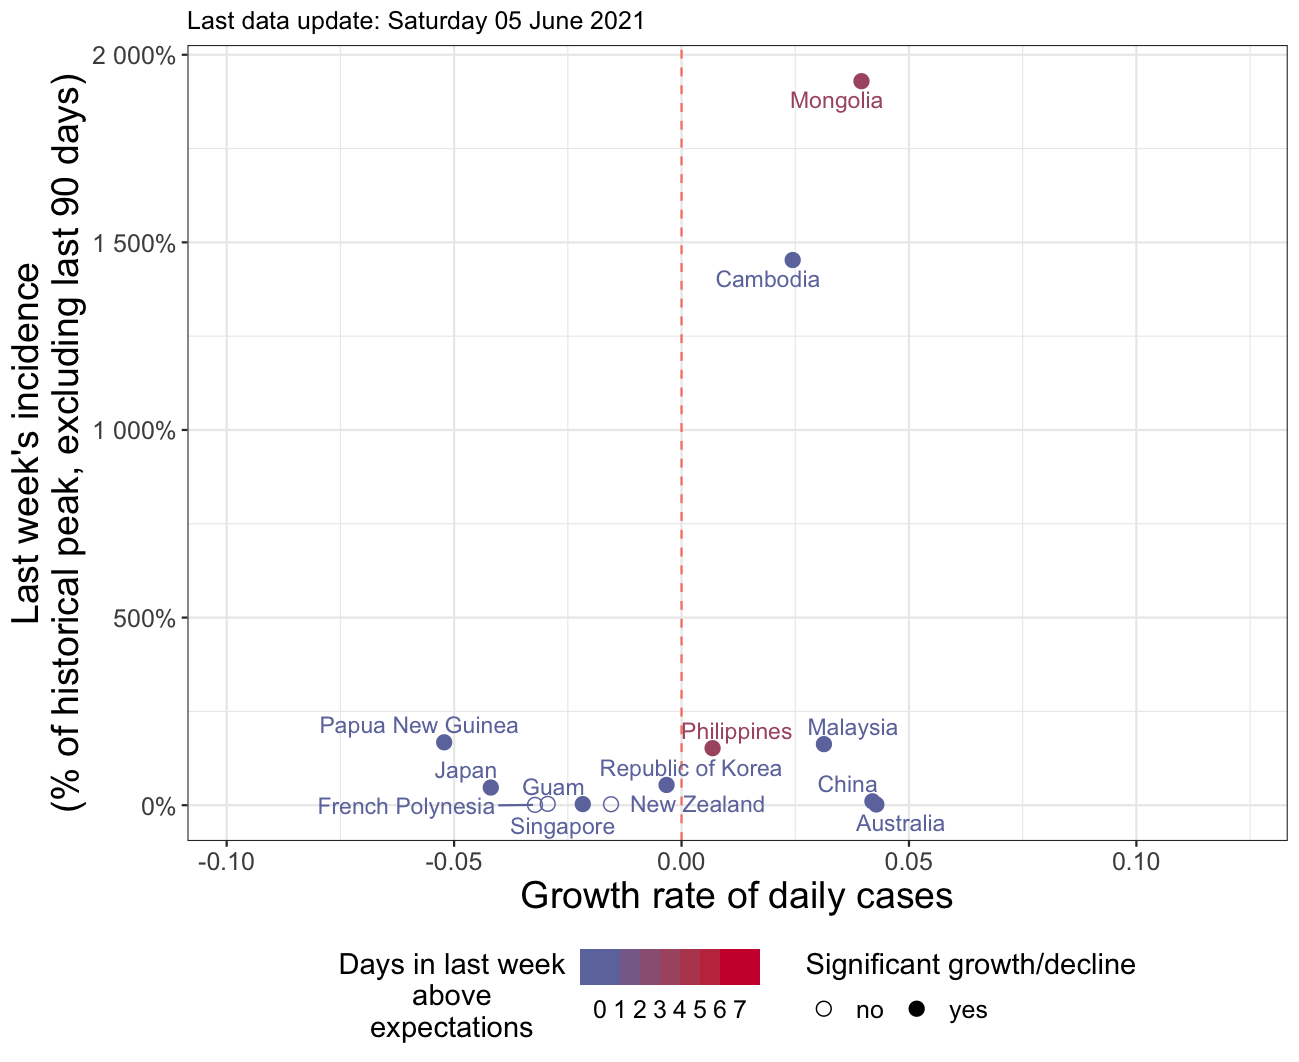 Last data update: Saturday 05 June 2021
Last week's incidence
(% of historical peak, excluding last 90 days)
2 000%
1 500%
1 000%
500%
0%
Mongolia
Cambodia
Papua New Guinea
Philippines
Malaysia
Japan
Republic of Korea
Guam
China
French Polynesia
New Zealand
Singapore
Australia
-0.10
-0.05
0.00
0.05
0.10
Growth rate of daily cases
Days in last week
above
expectations
0 1 2 3 4 5 6 7
Significant growth/decline
no
yes